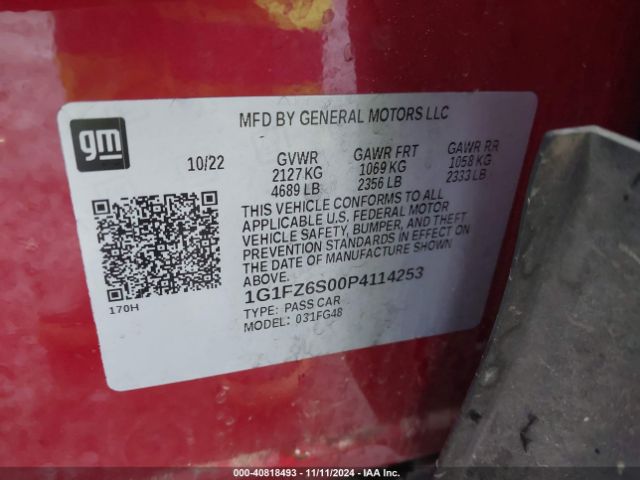 MFD BY GENERAL MOTORS LLC
gm
10/22 GVWR GAWR FRT GAWR RR
2127 KG 1069 KG 1058 KG
4689 LB 2356 LB 2333 LB
THIS VEHICLE CONFORMS TO ALL
APPLICABLE U.S. FEDERAL MOTOR
VEHICLE SAFETY, BUMPER, AND THEFT
PREVENTION STANDARDS IN EFFECT ON
THE DATE OF MANUFACTURE SHOWN
ABOVE.
1G1FZ6S00P4114253
TYPE: PASS CAR
MODEL: 031FG48
170H
000-40818493 - 11/11/2024 - IAA Inc.